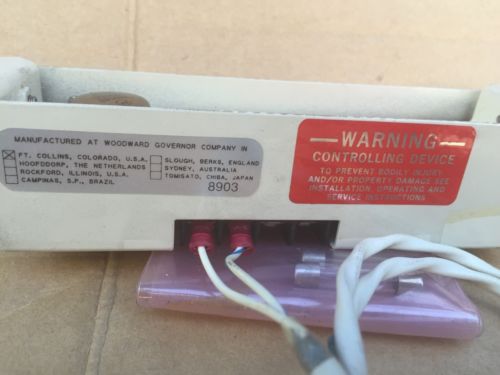 MANUFACTURED AT WOODWARD GOVERNOR COMPANY IN
FT. COLLINS, COLORADO, U.S.A.
HOOFDDORP, THE NETHERLANDS
ROCKFORD, ILLINOIS, U.S.A.
CAMPINAS, S.P., BRAZIL
SLOUGH, BERKS, ENGLAND
SYDNEY, AUSTRALIA
TOMISATO, CHIBA, JAPAN
8903
WARNING
CONTROLLING DEVICE
TO PREVENT BODILY INJURY
AND/OR PROPERTY DAMAGE SEE
INSTALLATION, OPERATING AND
SERVICE INSTRUCTIONS